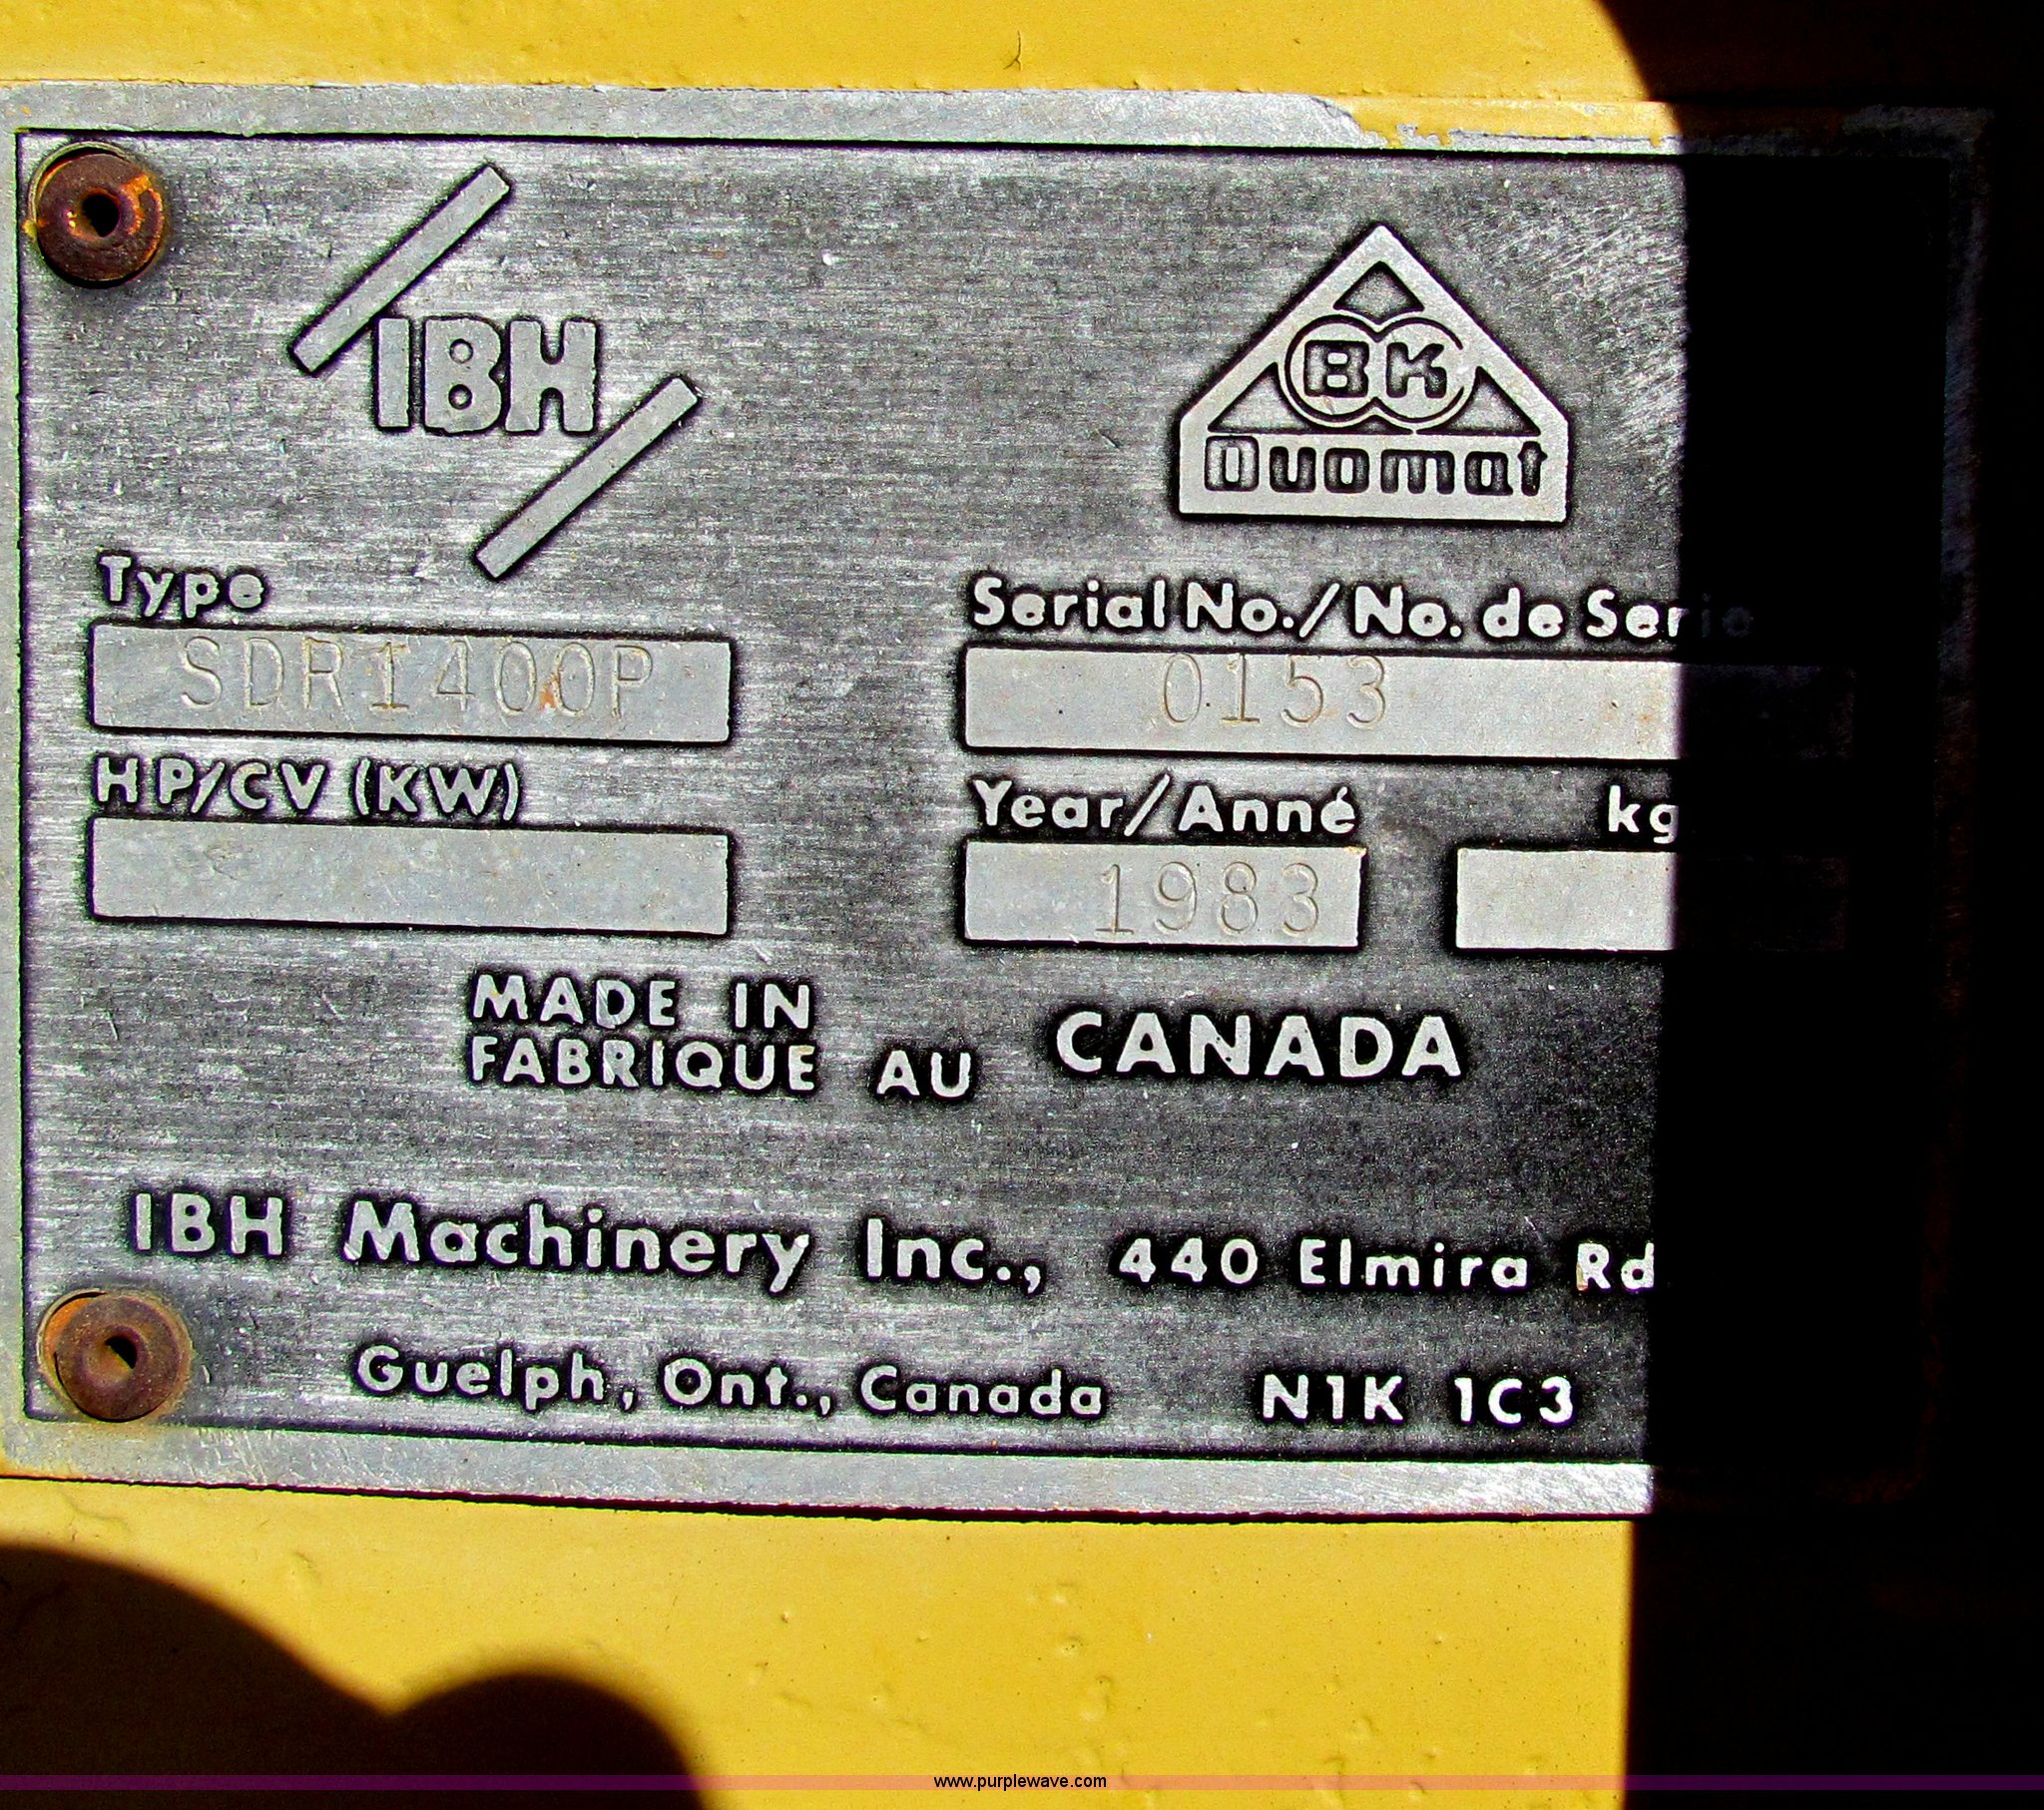 IBH
BK
Duomat
Type
Serial No./No. de Serie
SDR1400P
0153
HP/CV (KW)
Year/Anné
kg
1983
MADE IN
FABRIQUE AU CANADA
IBH Machinery Inc., 440 Elmira Rd
Guelph, Ont., Canada N1K 1C3
www.purplewave.com